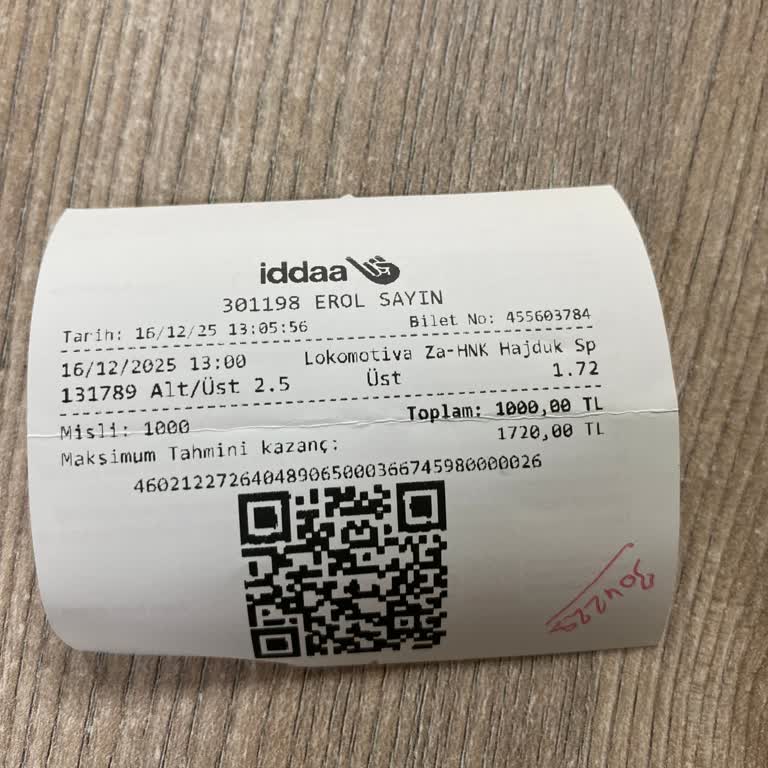 iddaa
301198 EROL SAYIN
Tarih: 16/12/25 13:05:56 Bilet No: 455603784
16/12/2025 13:00 Lokomotiva Za-HNK Hajduk Sp
131789 Alt/Üst 2.5 Üst 1.72
Misli: 1000 Toplam: 1000,00 TL
Maksimum Tahmini kazanç: 1720,00 TL
460212272640489065000366745980000026